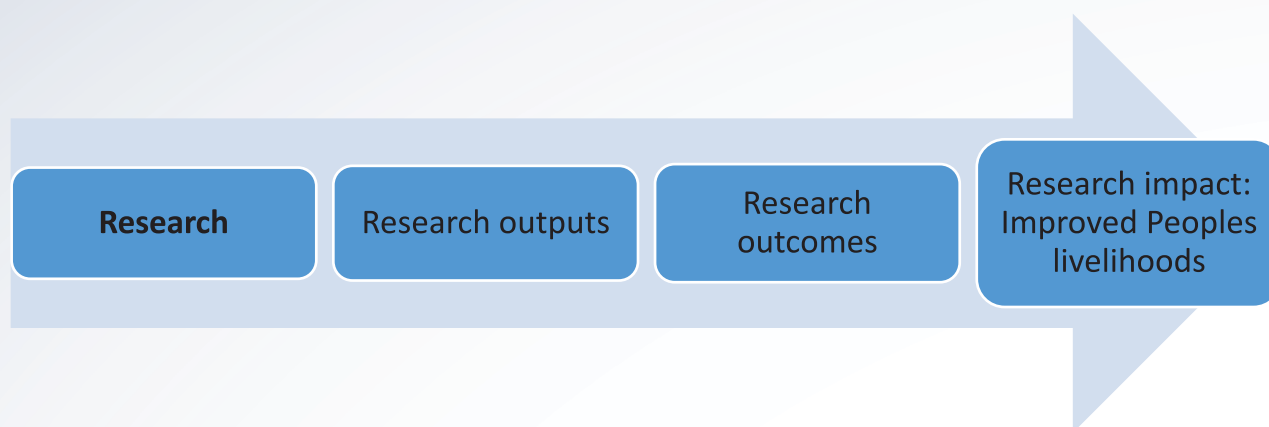 Research
Research outputs
Research
outcomes
Research impact:
Improved Peoples
livelihoods